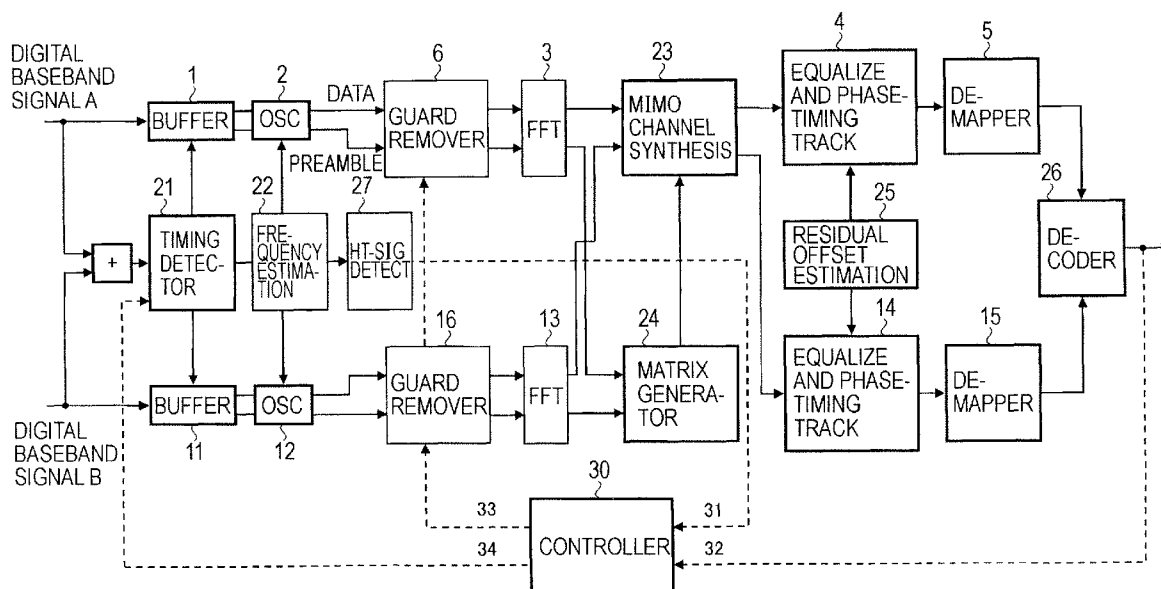 DIGITAL
BASEBAND
SIGNAL A
1
BUFFER
2
OSC
DATA
PREAMBLE
6
GUARD
REMOVER
3
FFT
23
MIMO
CHANNEL
SYNTHESIS
4
EQUALIZE
AND PHASE-
TIMING
TRACK
5
DE-
MAPPER
21
TIMING
DETEC-
TOR
+
22
FRE-
QUENCY
ESTIMA-
TION
27
HT-SIG
DETECT
25
RESIDUAL
OFFSET
ESTIMATION
26
DE-
CODER
DIGITAL
BASEBAND
SIGNAL B
BUFFER
11
OSC
12
16
GUARD
REMOVER
13
FFT
24
MATRIX
GENERA-
TOR
14
EQUALIZE
AND PHASE-
TIMING
TRACK
15
DE-
MAPPER
30
CONTROLLER
33
34
31
32